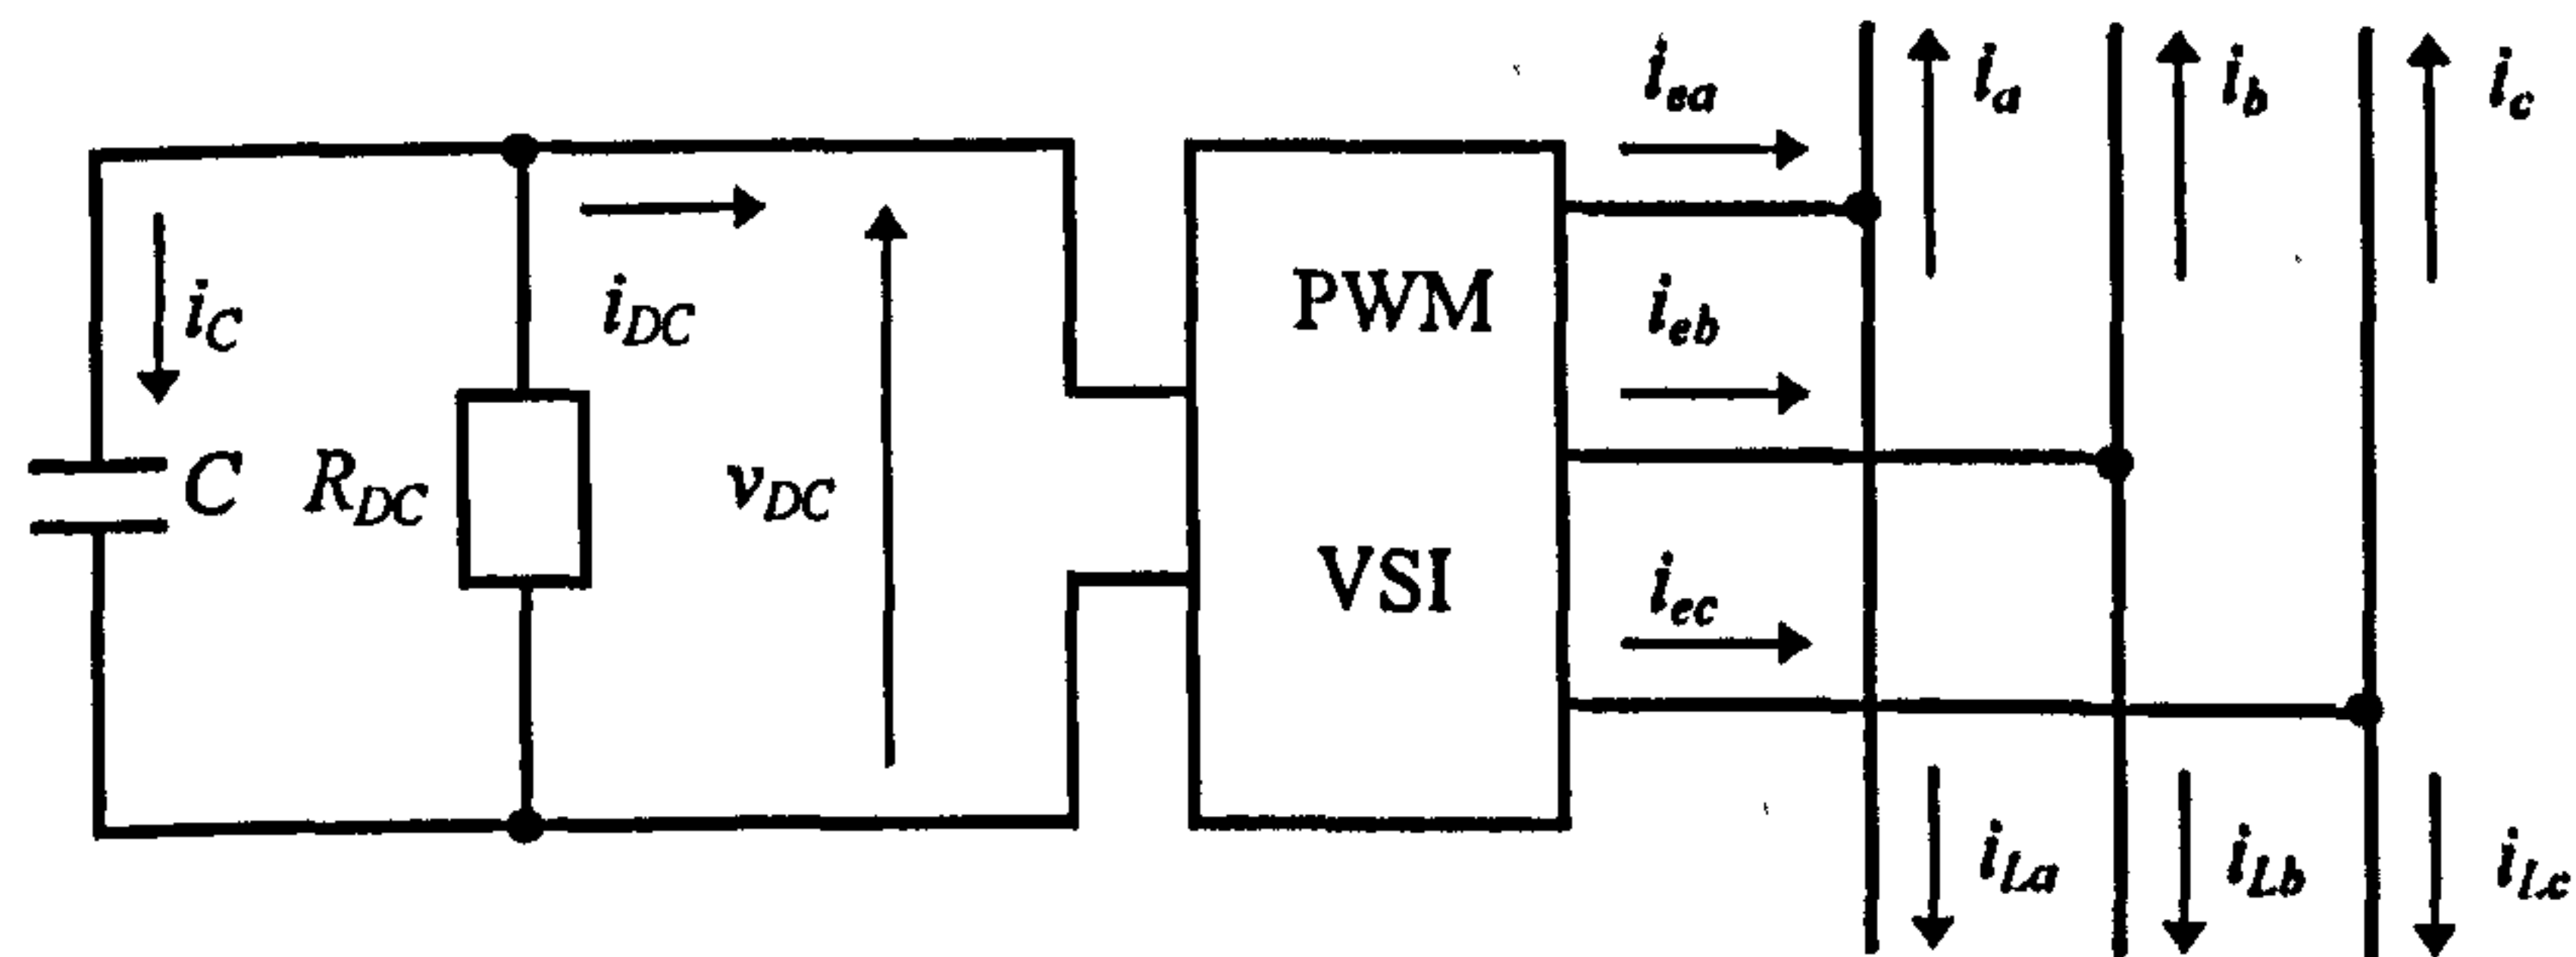 i_ea
i_a
i_b
i_c
i_C
i_DC
PWM
i_eb
C
R_DC
v_DC
VSI
i_ec
i_La
i_Lb
i_Lc